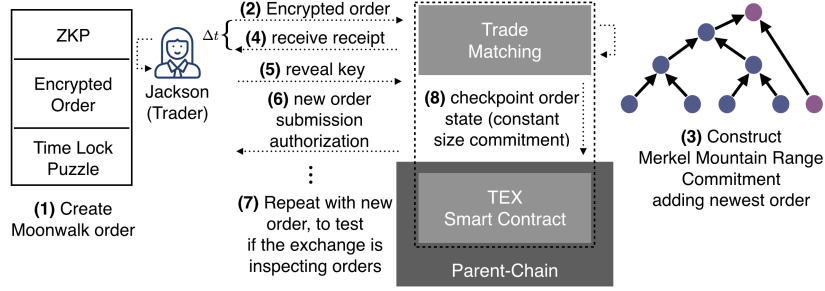 ZKP
Encrypted
Order
Time Lock
Puzzle
(1) Create
Moonwalk order
Jackson
(Trader)
Δt
(2) Encrypted order
(4) receive receipt
(5) reveal key
(6) new order
submission
authorization
(7) Repeat with new
order, to test
if the exchange is
inspecting orders
Trade
Matching
(8) checkpoint order
state (constant
size commitment)
TEX
Smart Contract
Parent-Chain
(3) Construct
Merkel Mountain Range
Commitment
adding newest order